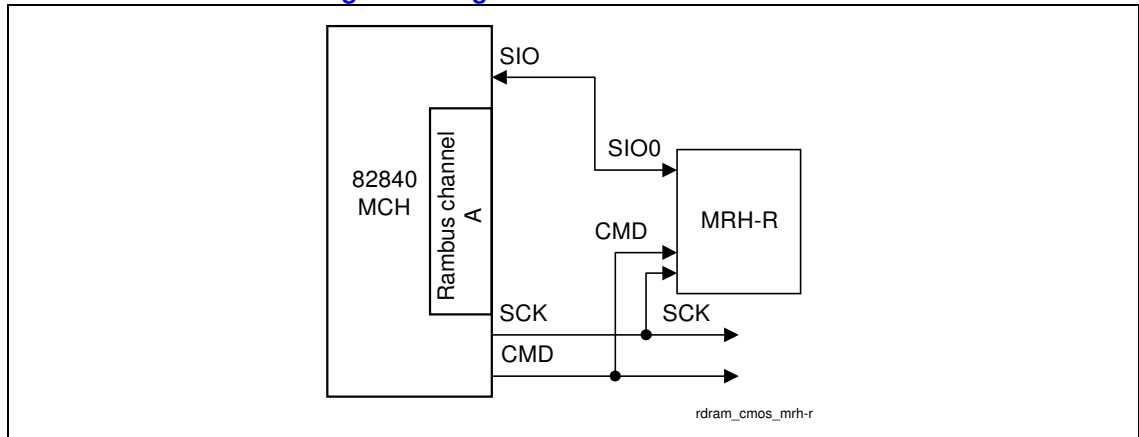 SIO
SIO0
82840
MCH
Rambus channel
A
MRH-R
CMD
SCK
SCK
CMD
rdram_cmos_mrh-r